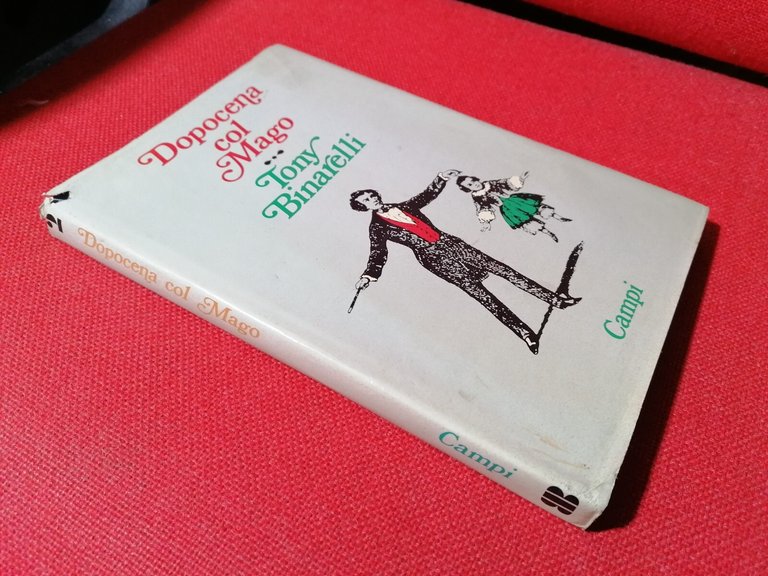 Dopocena
col
Mago
...
Tony
Binarelli
Campi
Dopocena col Mago
Campi